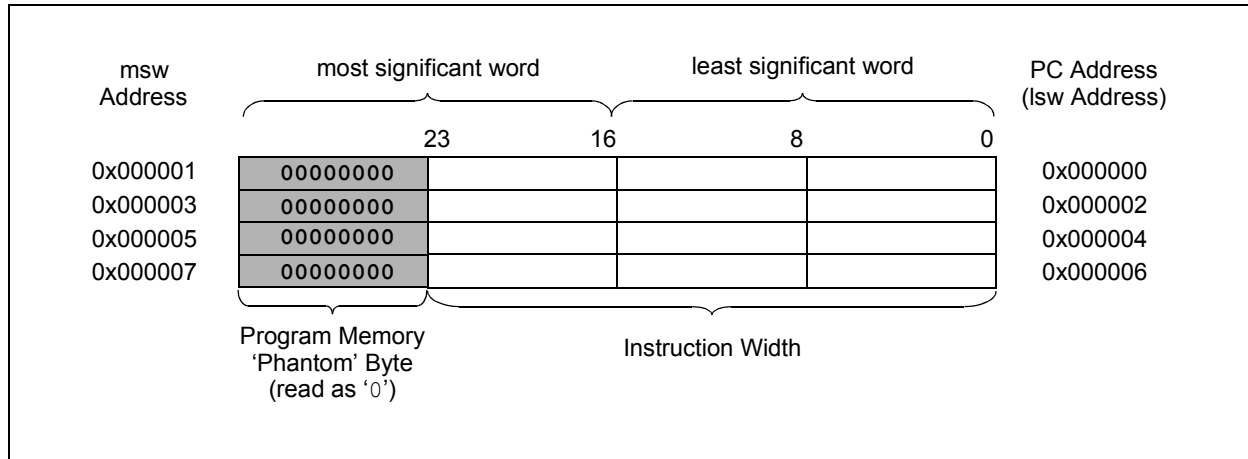 msw
Address
most significant word
least significant word
PC Address
(lsw Address)
23
16
8
0
0x000001
00000000
0x000000
0x000003
00000000
0x000002
0x000005
00000000
0x000004
0x000007
00000000
0x000006
Program Memory
‘Phantom’ Byte
(read as ‘0’)
Instruction Width